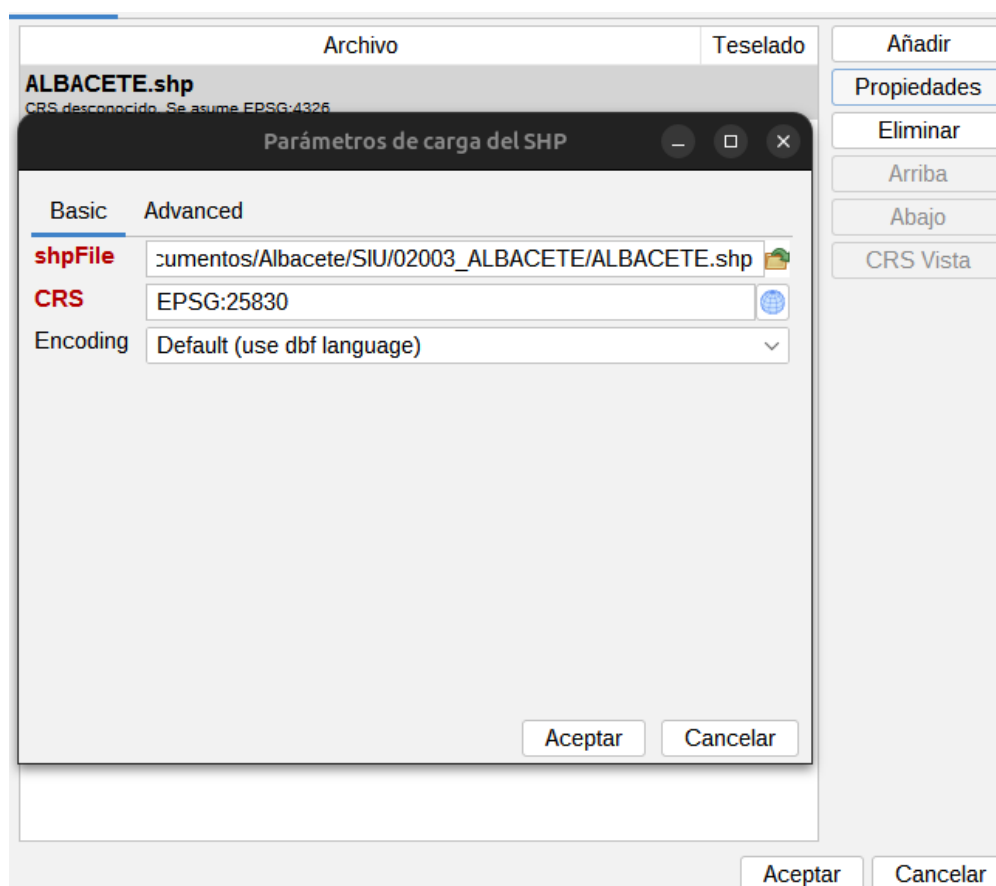 Archivo Teselado Añadir
ALBACETE.shp Propiedades
CRS desconocido. Se asume EPSG:4326
Eliminar
Parámetros de carga del SHP
Arriba
Basic Advanced Abajo
shpFile cumentos/Albacete/SIU/02003_ALBACETE/ALBACETE.shp CRS Vista
CRS EPSG:25830
Encoding Default (use dbf language)
Aceptar Cancelar
Aceptar Cancelar